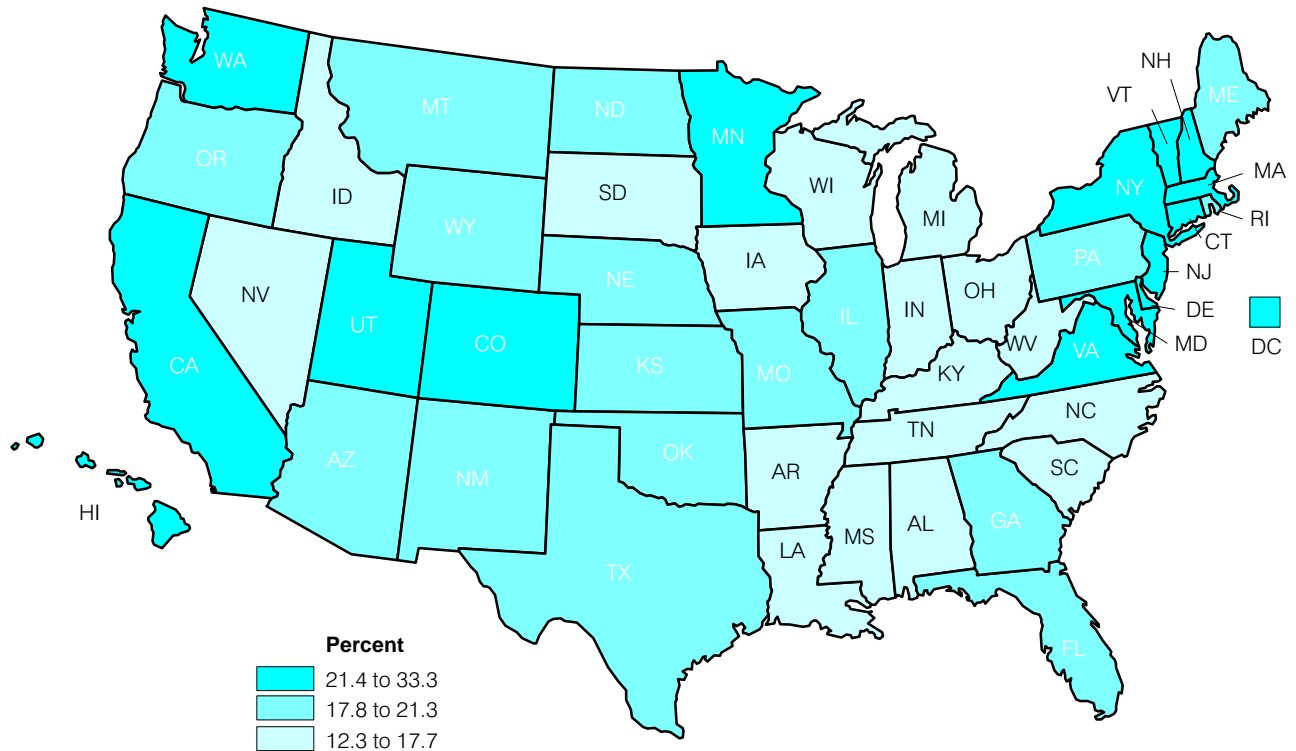 WA
NH
VT
ME
MT
ND
MN
OR
ID
SD
WI
MI
NY
MA
RI
CT
WY
IA
PA
NJ
NE
IN
OH
DE
NV
UT
CO
IL
WV
VA
MD
DC
CA
KS
MO
KY
NC
TN
AZ
NM
OK
AR
SC
HI
MS
AL
GA
LA
TX
FL
Percent
21.4 to 33.3
17.8 to 21.3
12.3 to 17.7